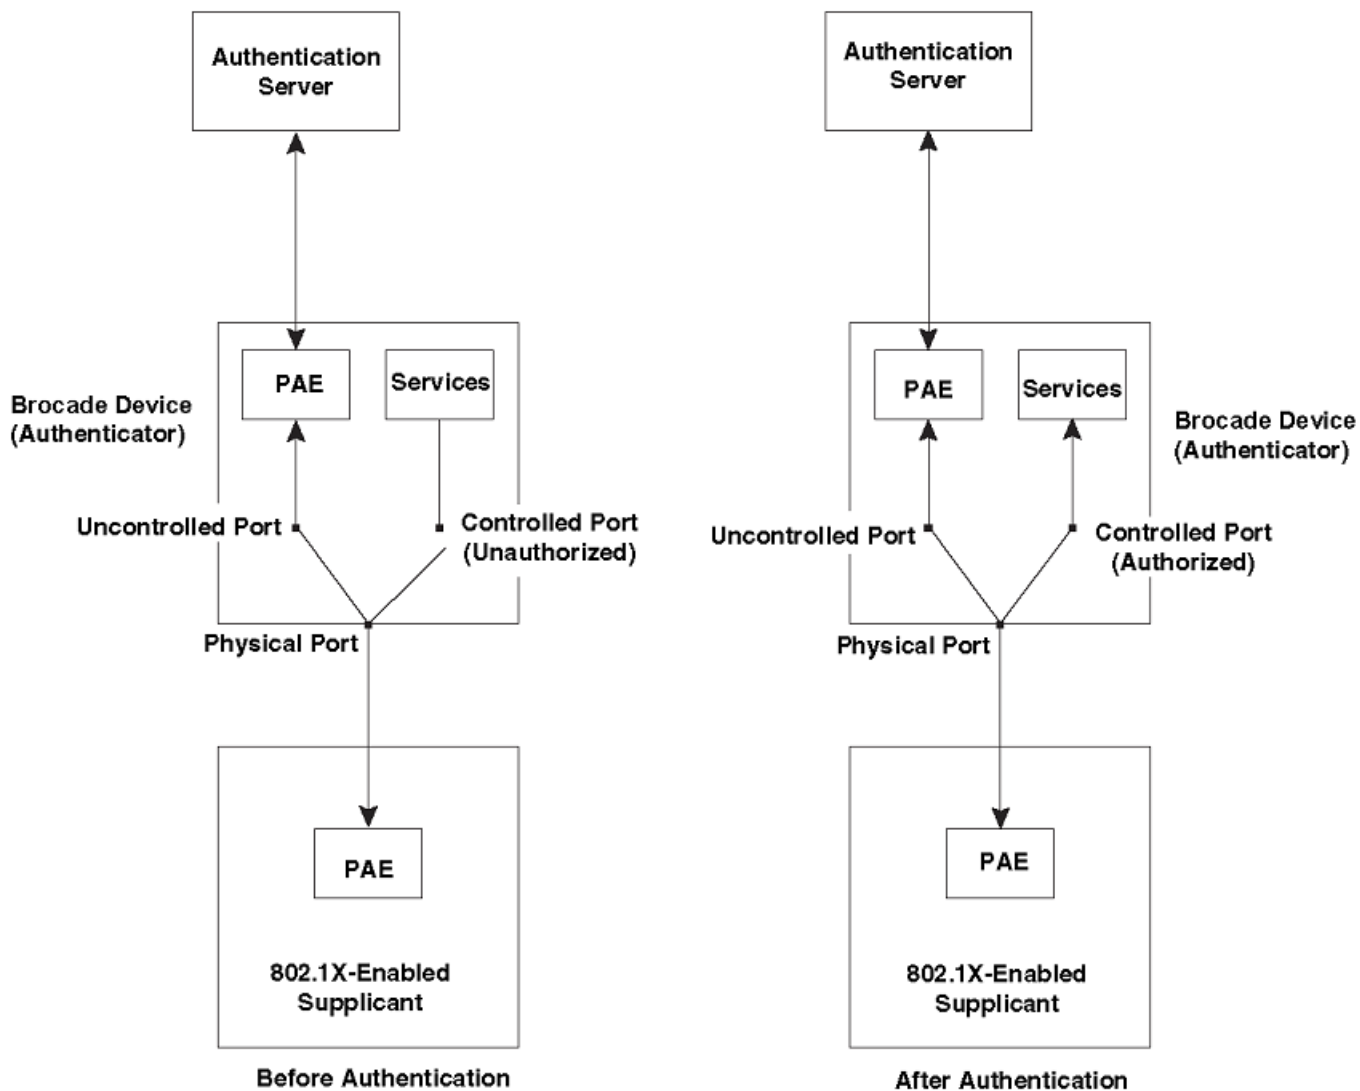 Authentication
Server
PAE
Services
Brocade Device
(Authenticator)
Uncontrolled Port
Controlled Port
(Unauthorized)
Physical Port
PAE
802.1X-Enabled
Supplicant
Before Authentication
Authentication
Server
PAE
Services
Brocade Device
(Authenticator)
Uncontrolled Port
Controlled Port
(Authorized)
Physical Port
PAE
802.1X-Enabled
Supplicant
After Authentication